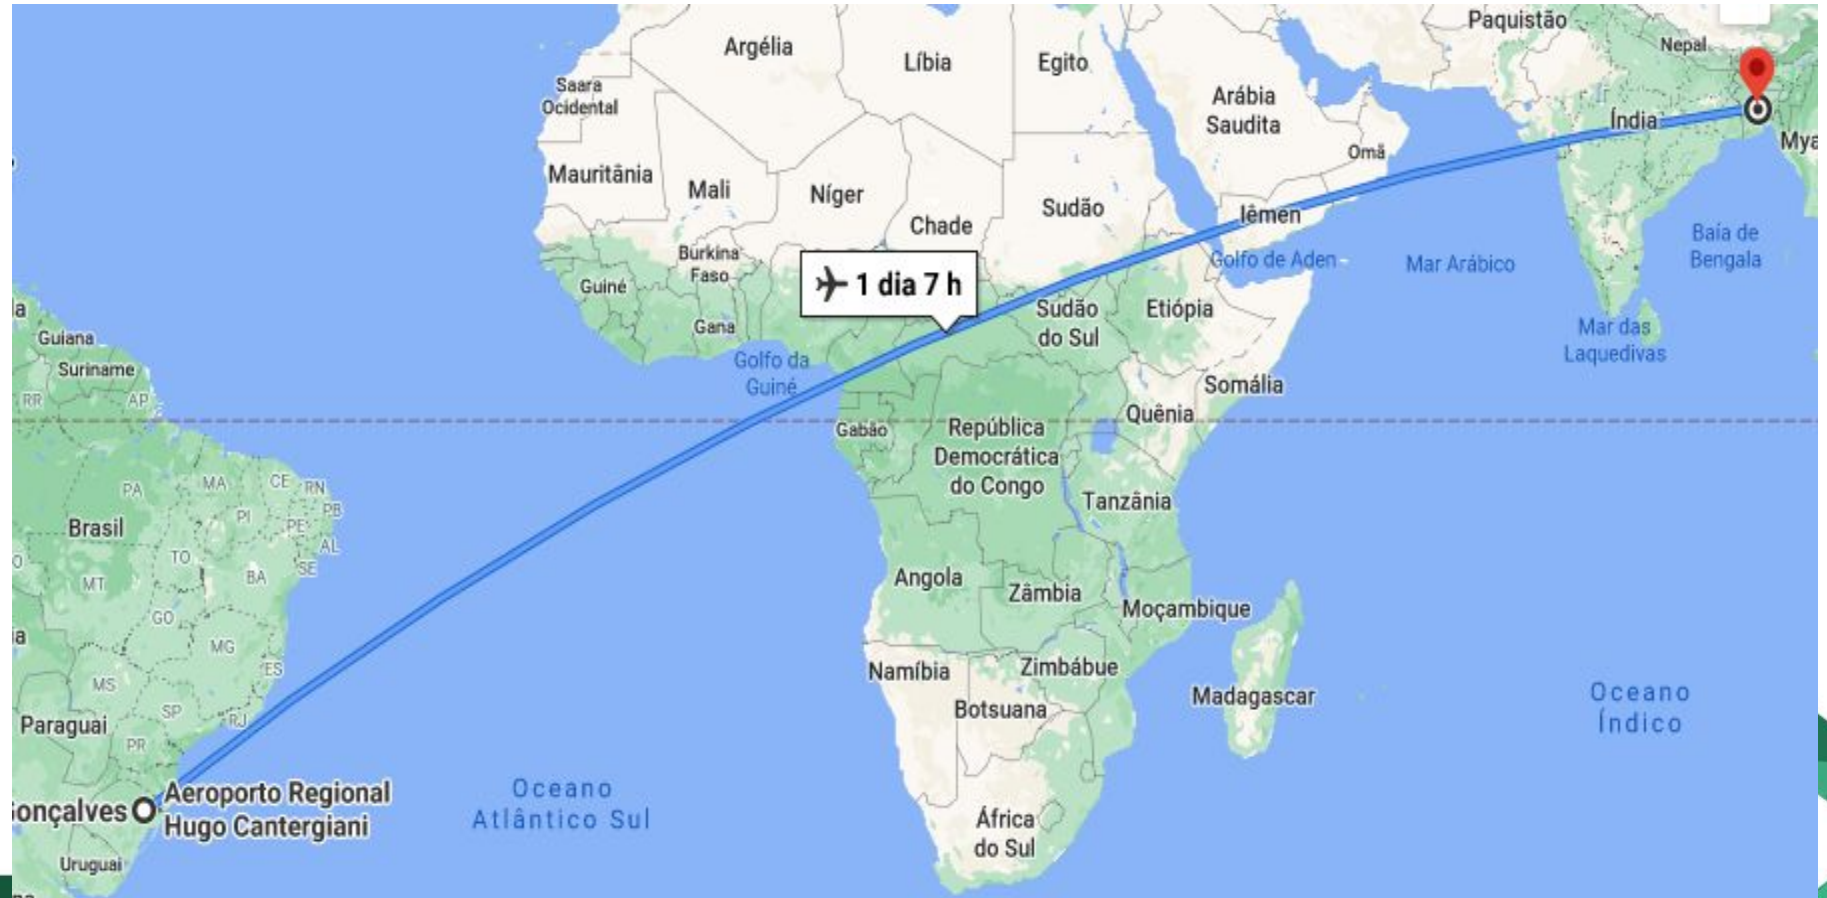 Paquistão
Argélia
Líbia
Egito
Nepal
Saara
Ocidental
Arábia
Saudita
Índia
Omã
Mya
Mauritânia
Mali
Níger
Chade
Sudão
Iêmen
Burkina
Faso
Golfo de Aden
Mar Arábico
Baía de
Bengala
Guiné
1 dia 7 h
Sudão
do Sul
Etiópia
Gana
Mar das
Laquedivas
la
Guiana
Suriname
Golfo da
Guiné
RR
AP
Somália
Quênia
Gabão
República
Democrática
do Congo
Tanzânia
PA
MA
CE
RN
PB
PI
PE
Brasil
AL
TO
SE
BA
MT
O
Angola
Zâmbia
Moçambique
GO
ia
MG
ES
Namíbia
Zimbábue
MS
Madagascar
Botsuana
Oceano
Índico
SP
RJ
Paraguai
PR
Oceano
Atlântico Sul
onçalves
Aeroporto Regional
Hugo Cantergiani
África
do Sul
Uruguai